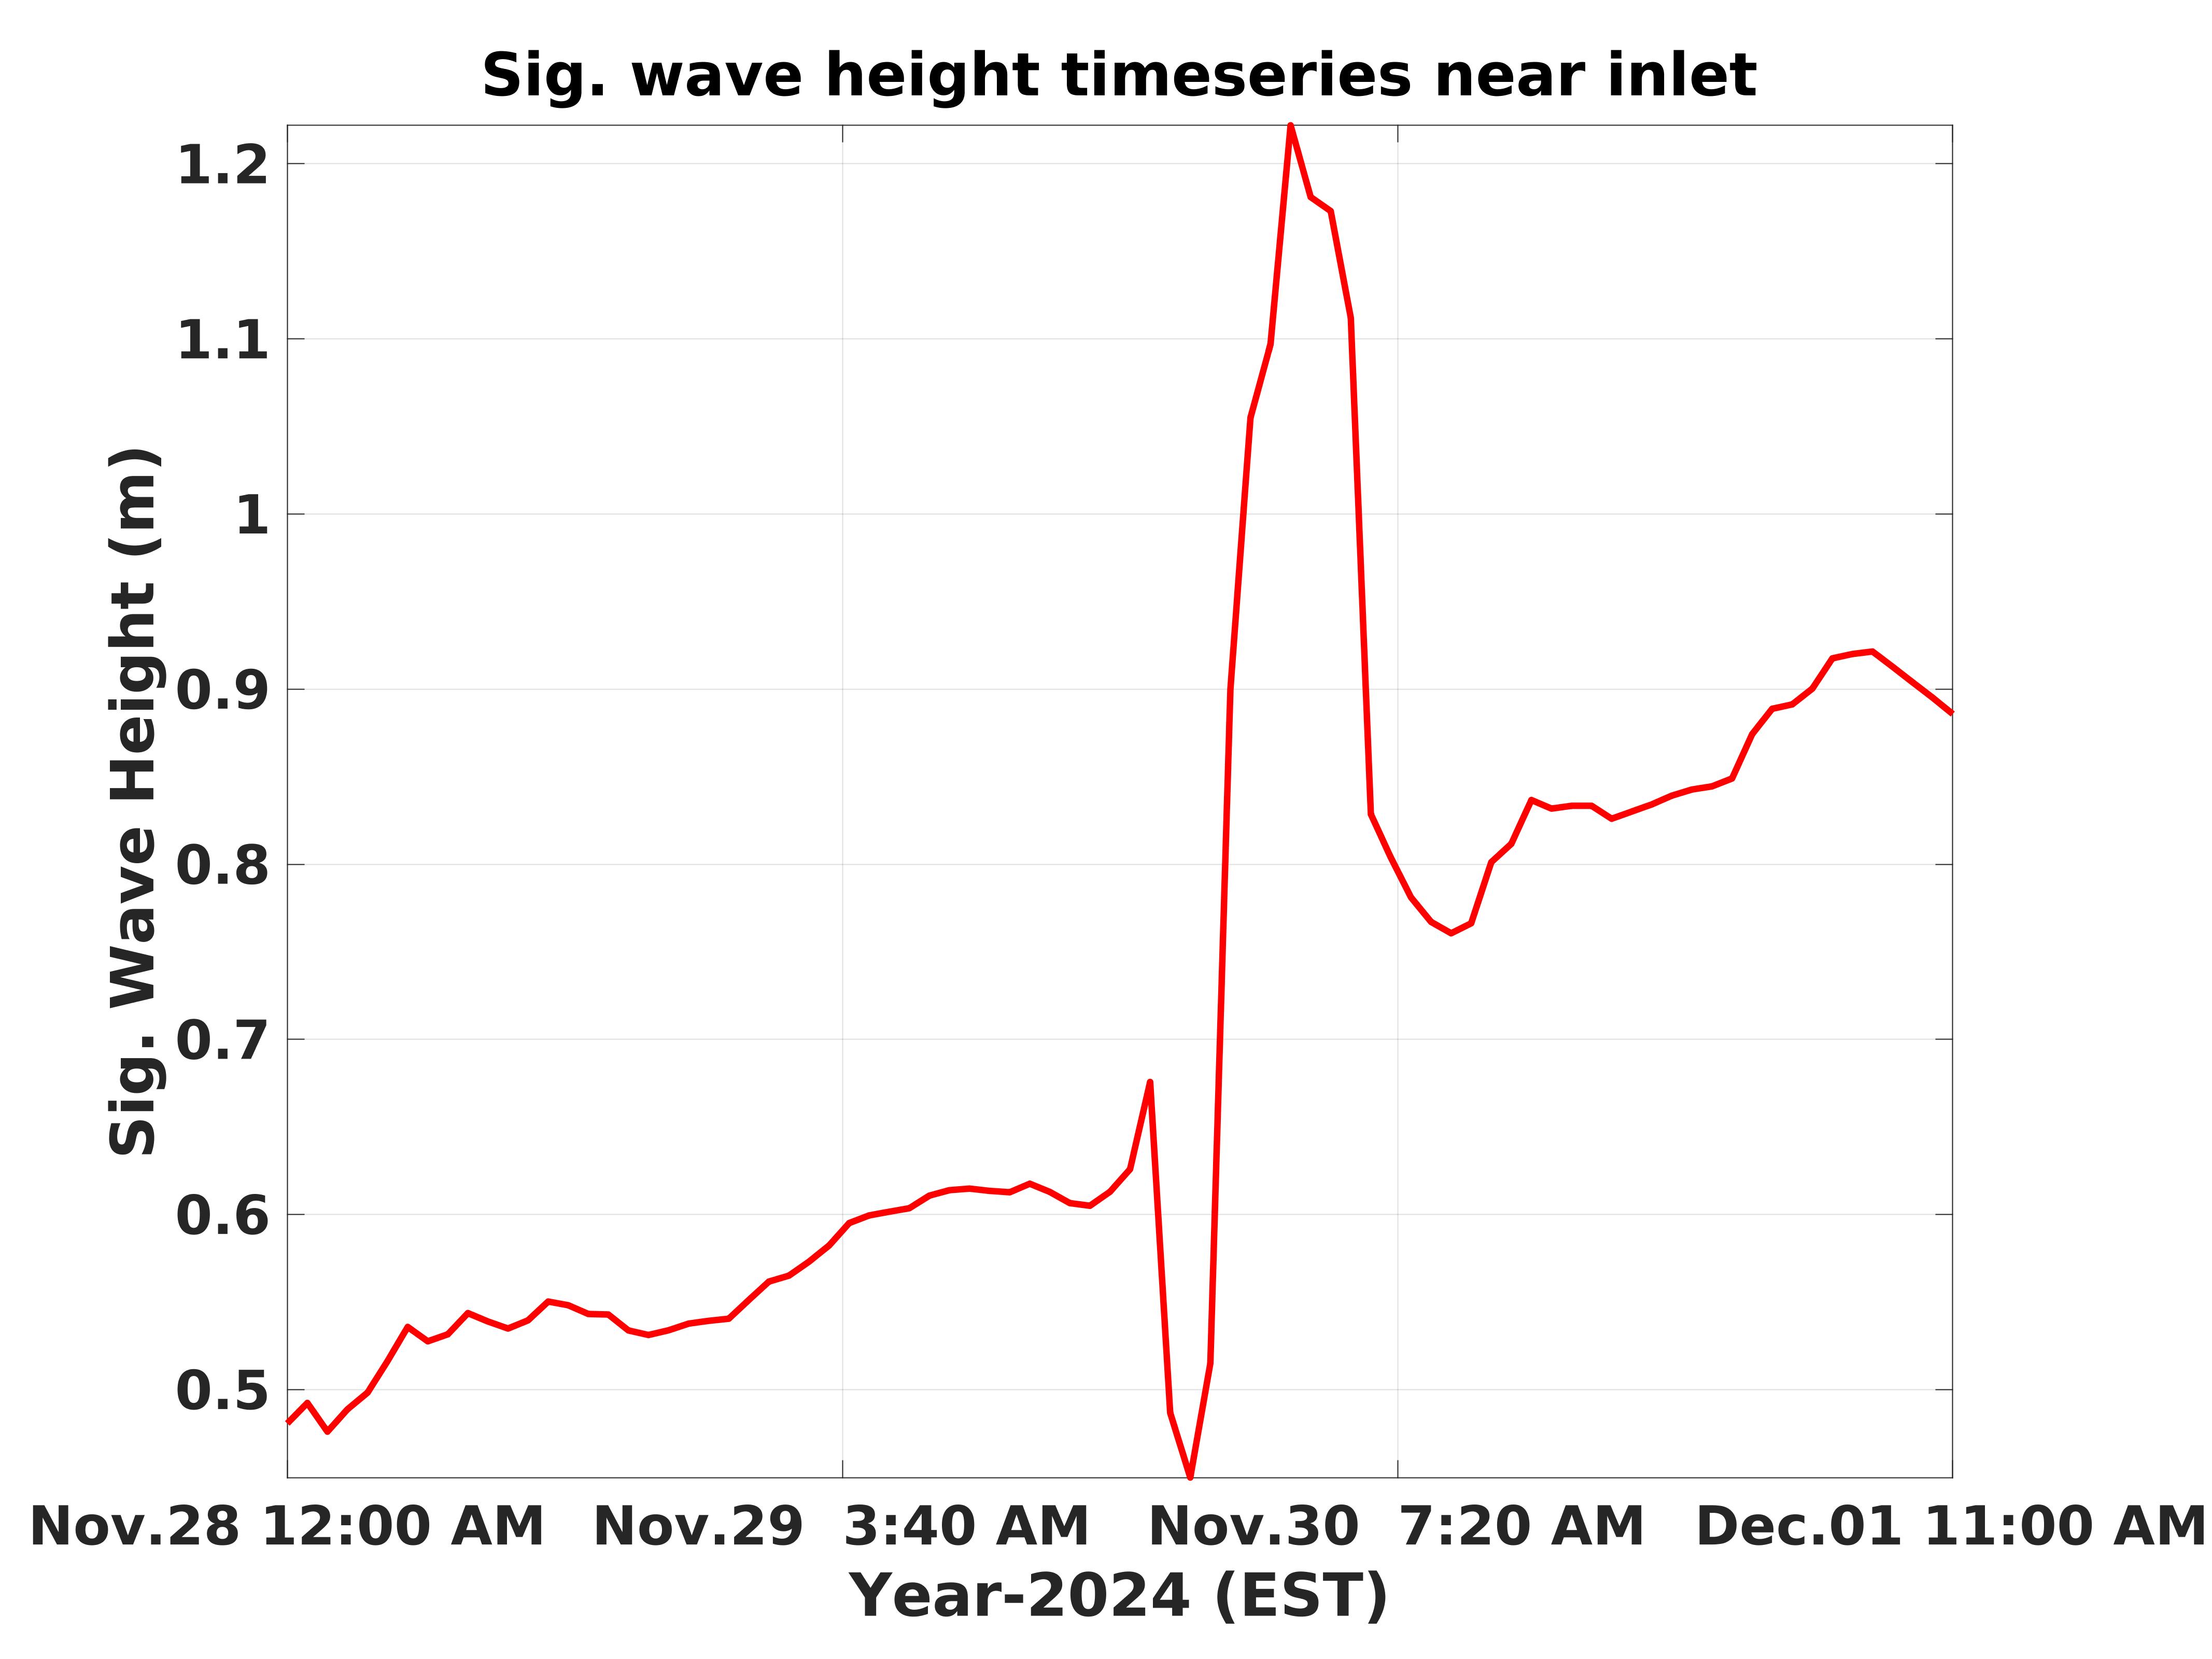 Sig. wave height timeseries near inlet
Sig. Wave Height (m)
1.2
1.1
1
0.9
0.8
0.7
0.6
0.5
Nov.28 12:00 AM Nov.29 3:40 AM Nov.30 7:20 AM Dec.01 11:00 AM
Year-2024 (EST)